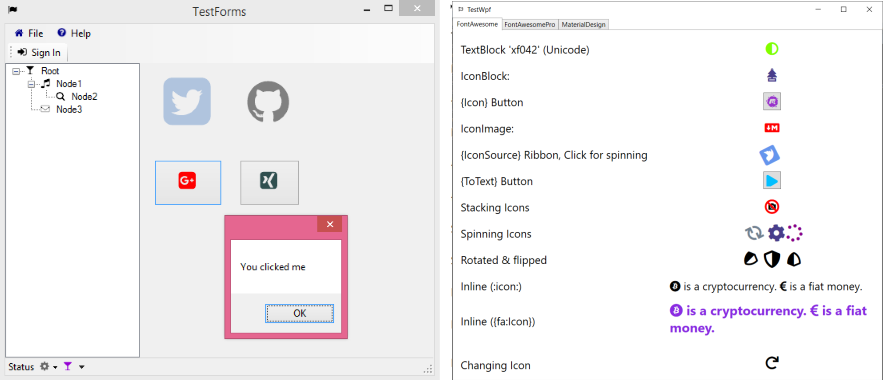 TestForms
File Help
Sign In
Root
Node1
Node2
Node3
You clicked me
OK
Status
TestWpf
FontAwesome FontAwesomePro MaterialDesign
TextBlock 'xf042' (Unicode)
IconBlock:
{Icon} Button
IconImage:
{IconSource} Ribbon, Click for spinning
{ToText} Button
Stacking Icons
Spinning Icons
Rotated & flipped
Inline (:icon:) is a cryptocurrency. € is a fiat money.
Inline ({fa:Icon}) is a cryptocurrency. € is a fiat
money.
Changing Icon